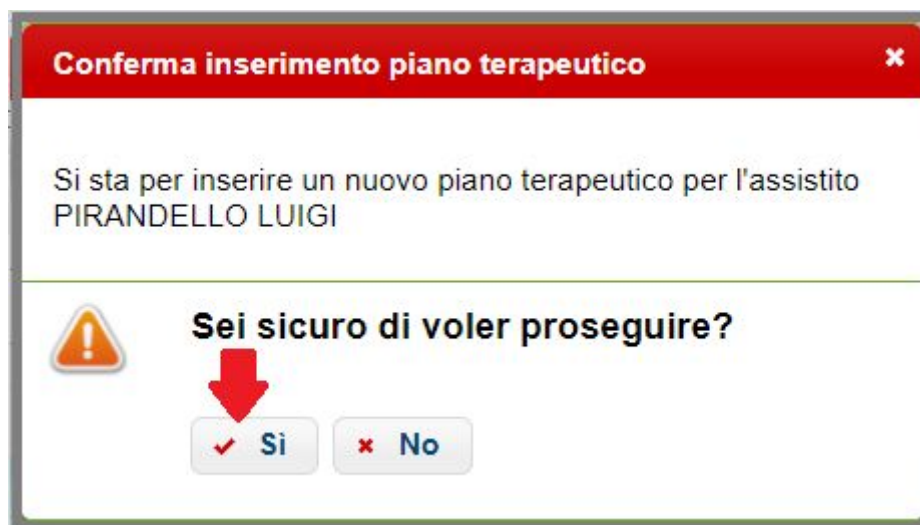 Conferma inserimento piano terapeutico
Si sta per inserire un nuovo piano terapeutico per l'assistito
PIRANDELLO LUIGI
Sei sicuro di voler proseguire?
Sì No